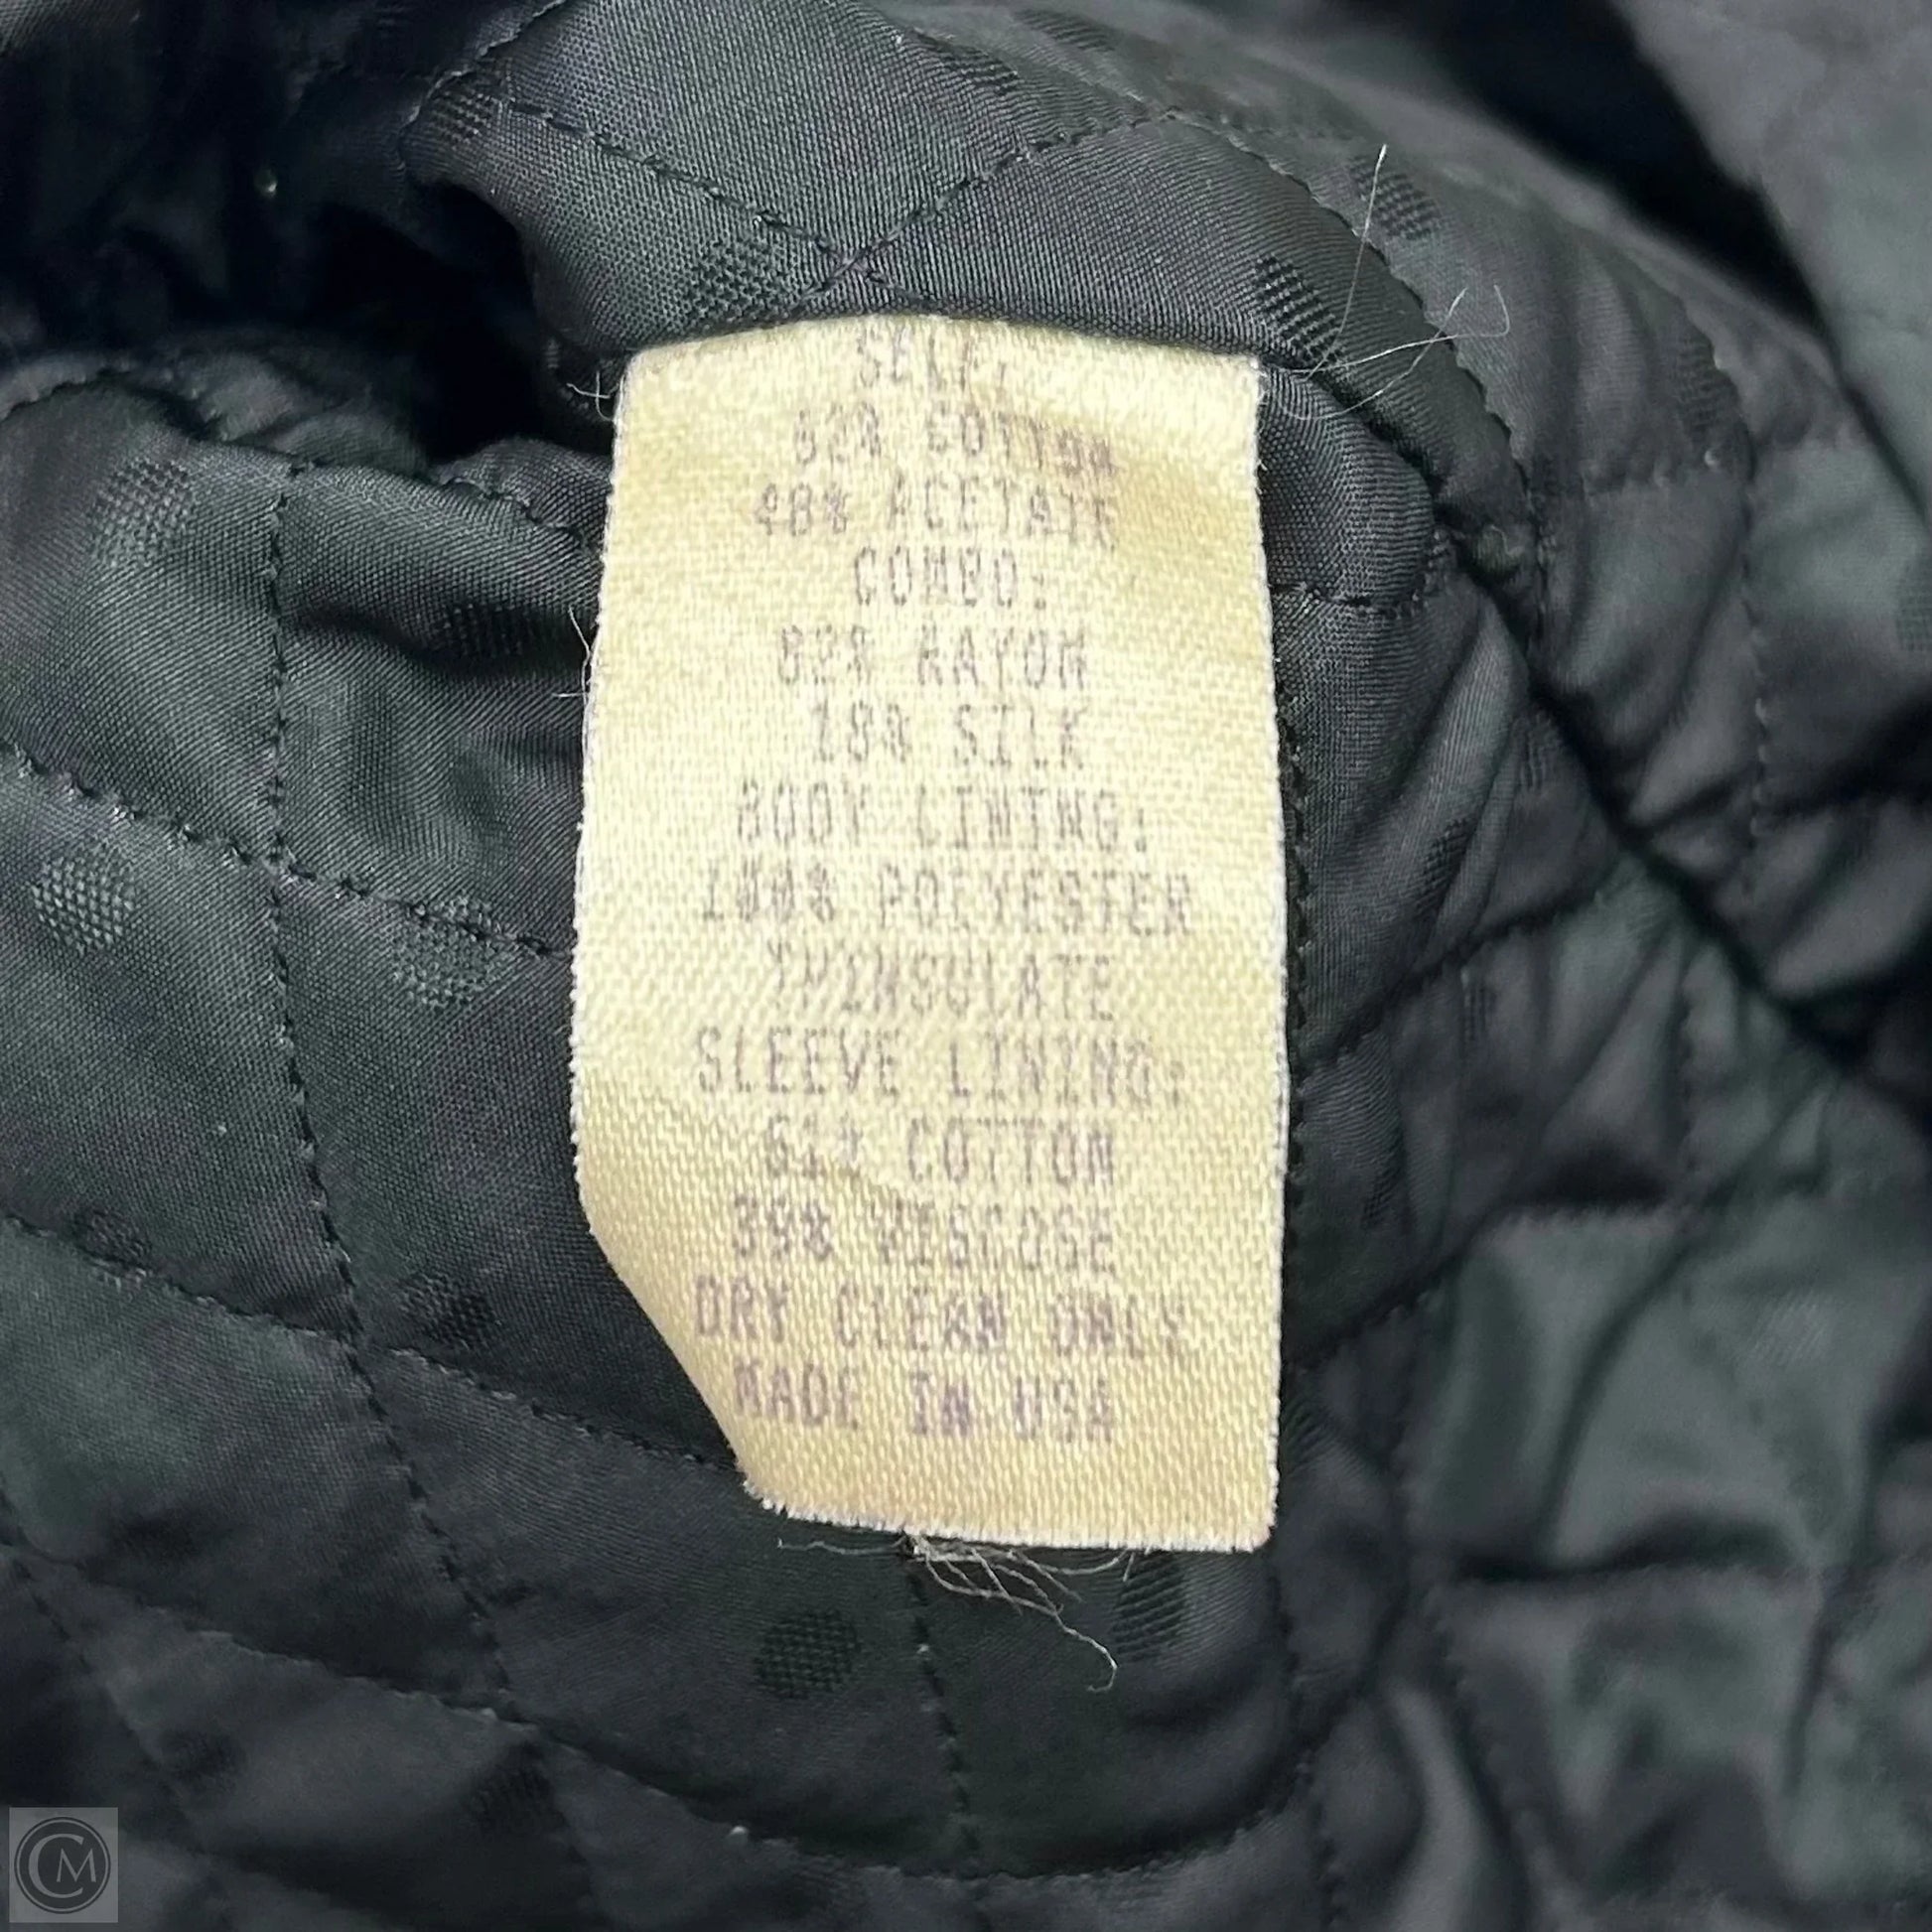 SELF:
52% COTTON
48% ACETATE
COMBO:
82% RAYON
18% SILK
BODY LINING:
100% POLYESTER
THINSULATE
SLEEVE LINING:
61% COTTON
39% VISCOSE
DRY CLEAN ONLY
MADE IN USA
CM